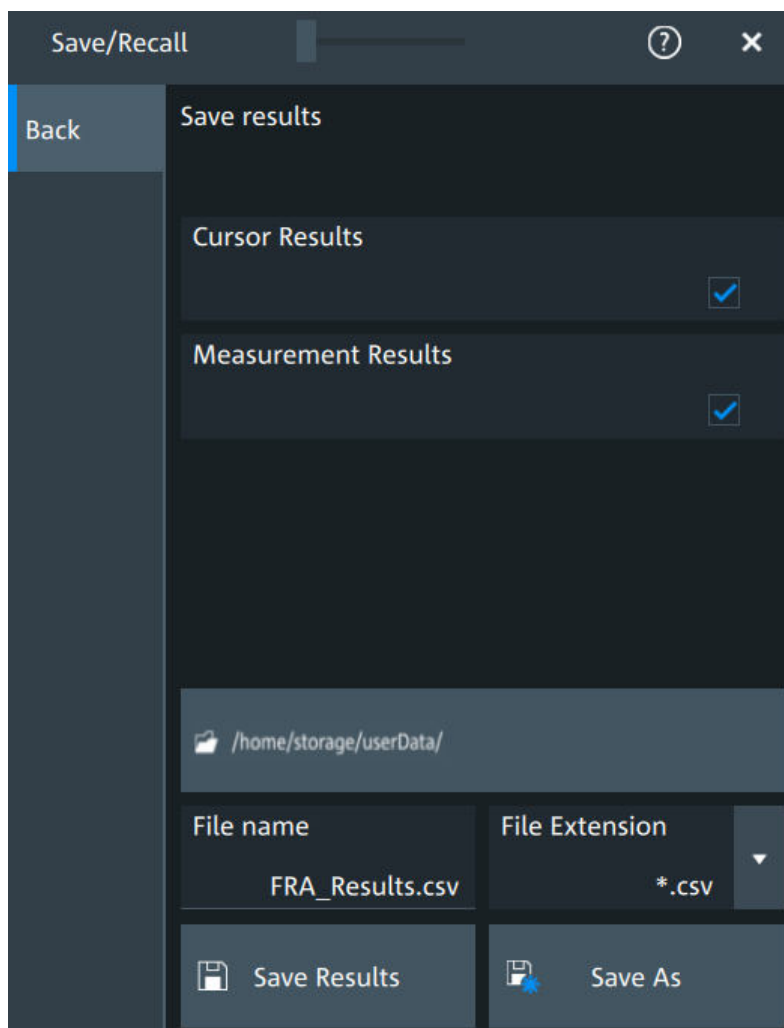 Save/Recall
Back
Save results
Cursor Results
Measurement Results
/home/storage/userData/
File name
File Extension
FRA_Results.csv
*.csv
Save Results
Save As